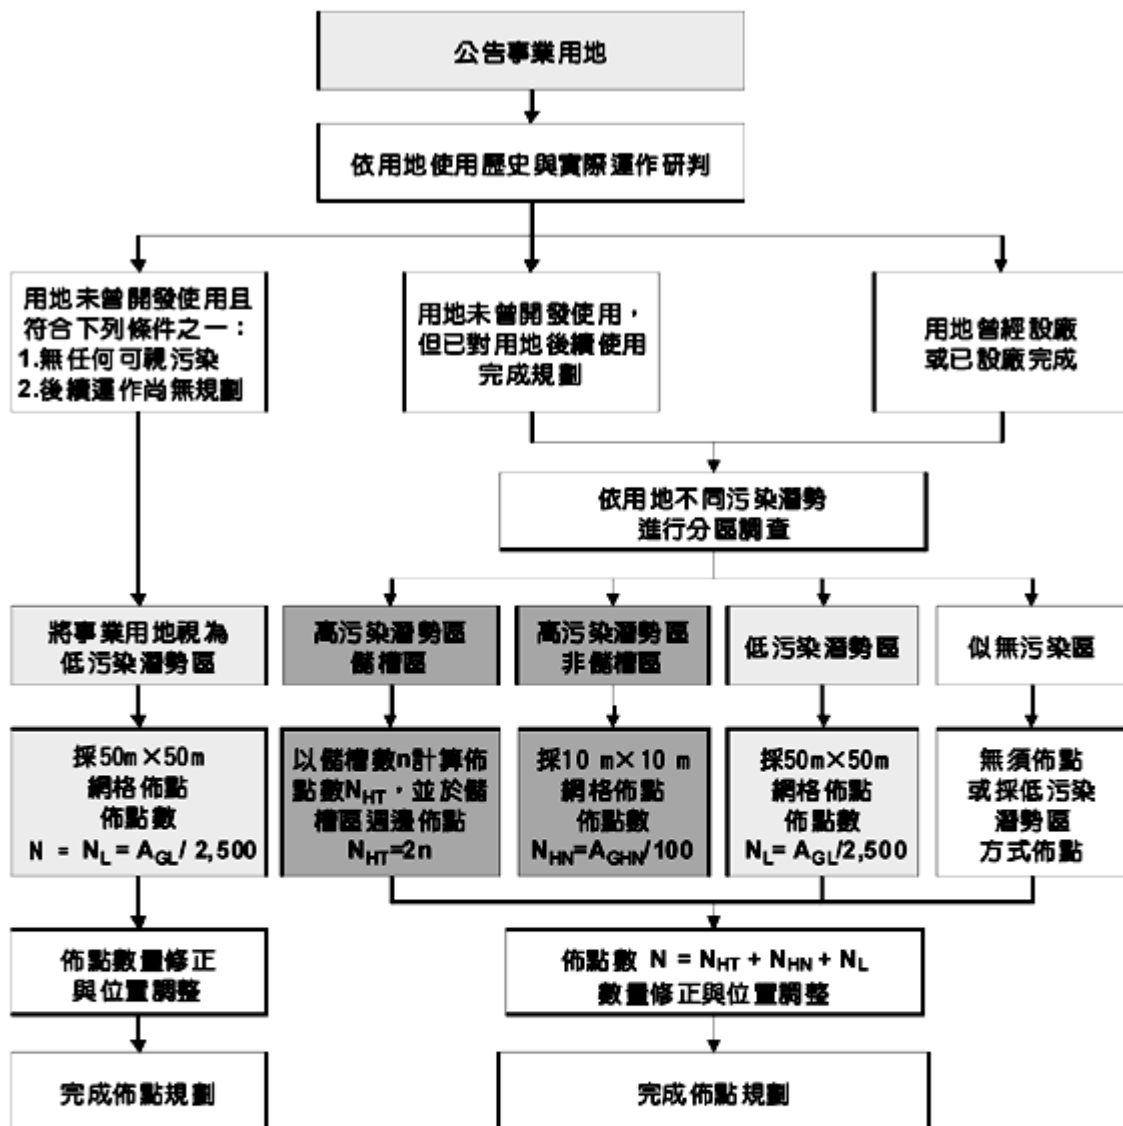 公告事業用地
依用地使用歷史與實際運作研判
用地未曾開發使用且
符合下列條件之一：
1.無任何可視污染
2.後續運作尚無規劃
用地未曾開發使用，
但已對用地後續使用
完成規劃
用地曾經設廠
或已設廠完成
依用地不同污染潛勢
進行分區調查
將事業用地視為
低污染潛勢區
高污染潛勢區
儲槽區
高污染潛勢區
非儲槽區
低污染潛勢區
似無污染區
採50m×50m
網格佈點
佈點數
N = N_L = A_GL/ 2,500
以儲槽數n計算佈
點數N_HT，並於儲
槽區週邊佈點
N_HT=2n
採10 m×10 m
網格佈點
佈點數
N_HN=A_GHN/100
採50m×50m
網格佈點
佈點數
N_L= A_GL/2,500
無須佈點
或採低污染
潛勢區
方式佈點
佈點數量修正
與位置調整
佈點數 N = N_HT + N_HN + N_L
數量修正與位置調整
完成佈點規劃
完成佈點規劃